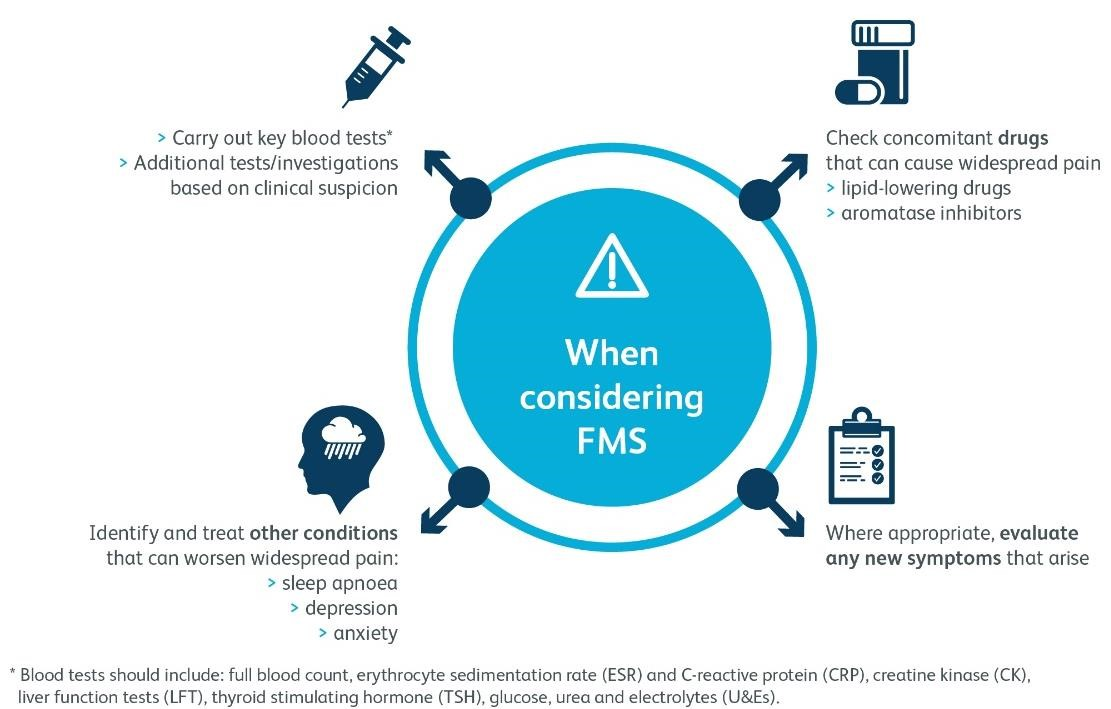 > Carry out key blood tests*
> Additional tests/investigations
based on clinical suspicion
Check concomitant drugs
that can cause widespread pain
> lipid-lowering drugs
> aromatase inhibitors
When
considering
FMS
Identify and treat other conditions
that can worsen widespread pain:
> sleep apnoea
> depression
> anxiety
Where appropriate, evaluate
any new symptoms that arise
* Blood tests should include: full blood count, erythrocyte sedimentation rate (ESR) and C-reactive protein (CRP), creatine kinase (CK),
liver function tests (LFT), thyroid stimulating hormone (TSH), glucose, urea and electrolytes (U&Es).